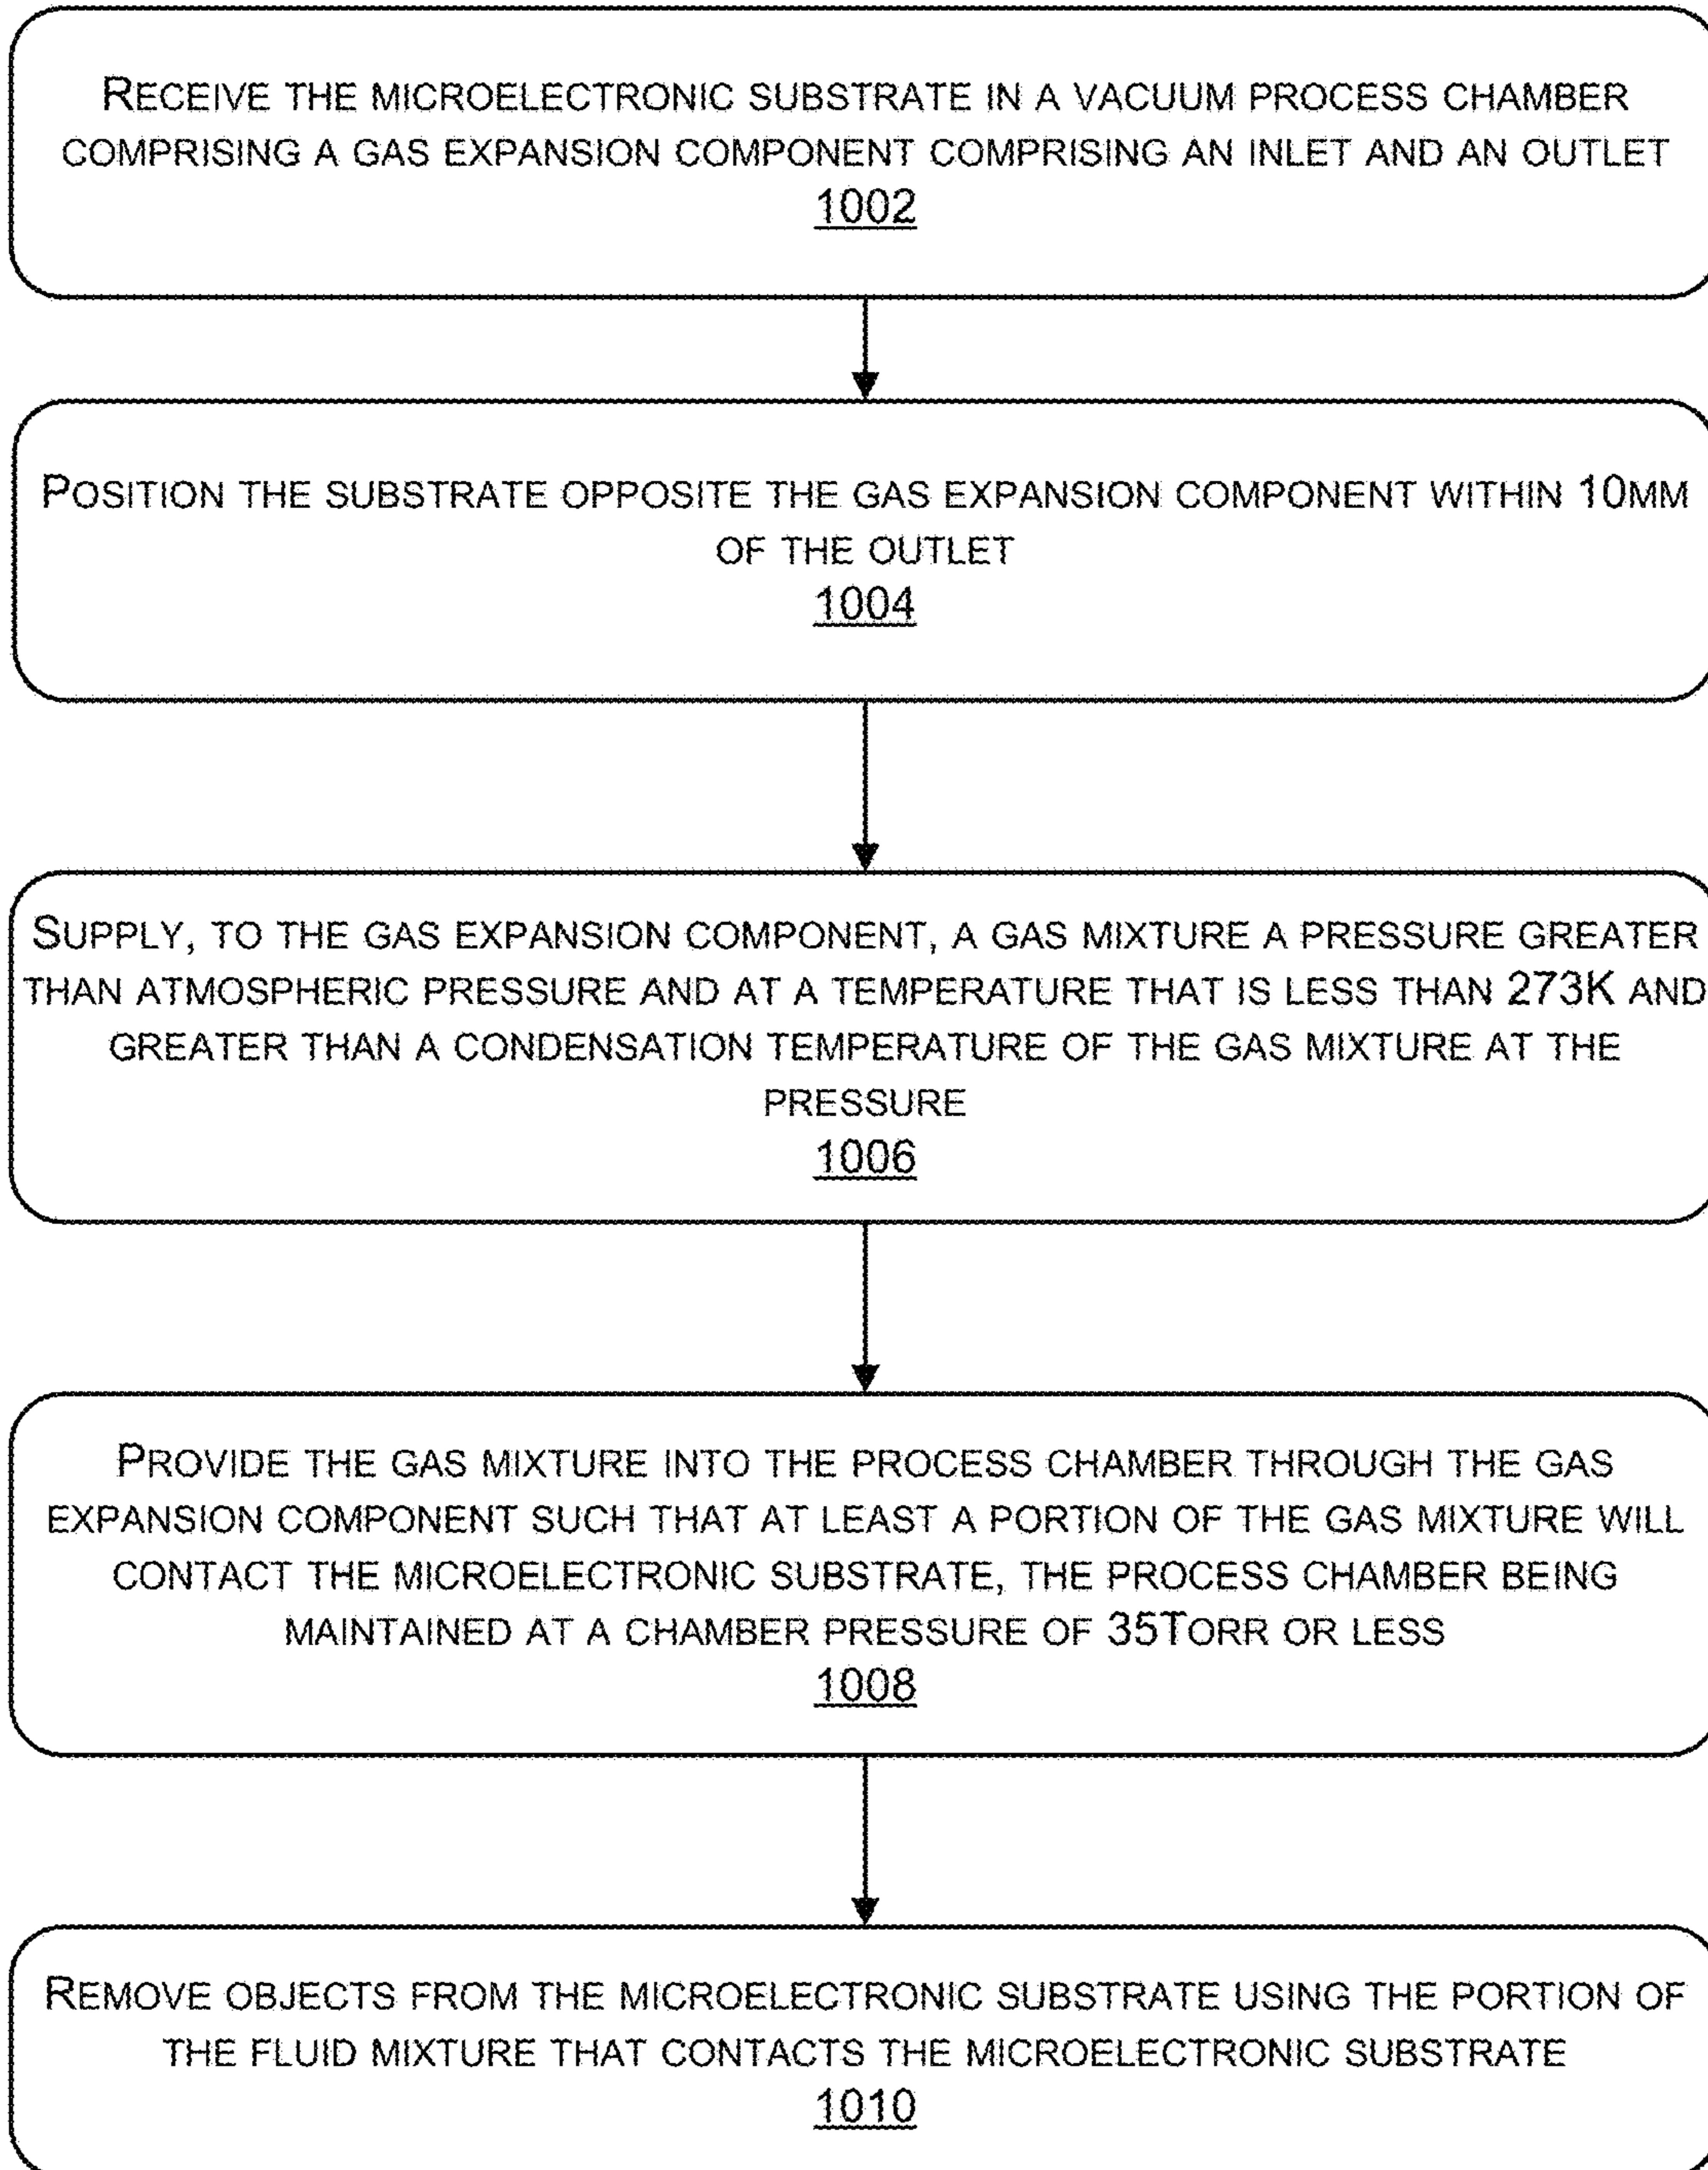 RECEIVE THE MICROELECTRONIC SUBSTRATE IN A VACUUM PROCESS CHAMBER
COMPRISING A GAS EXPANSION COMPONENT COMPRISING AN INLET AND AN OUTLET
1002
POSITION THE SUBSTRATE OPPOSITE THE GAS EXPANSION COMPONENT WITHIN 10MM
OF THE OUTLET
1004
SUPPLY, TO THE GAS EXPANSION COMPONENT, A GAS MIXTURE A PRESSURE GREATER
THAN ATMOSPHERIC PRESSURE AND AT A TEMPERATURE THAT IS LESS THAN 273K AND
GREATER THAN A CONDENSATION TEMPERATURE OF THE GAS MIXTURE AT THE
PRESSURE
1006
PROVIDE THE GAS MIXTURE INTO THE PROCESS CHAMBER THROUGH THE GAS
EXPANSION COMPONENT SUCH THAT AT LEAST A PORTION OF THE GAS MIXTURE WILL
CONTACT THE MICROELECTRONIC SUBSTRATE, THE PROCESS CHAMBER BEING
MAINTAINED AT A CHAMBER PRESSURE OF 35TORR OR LESS
1008
REMOVE OBJECTS FROM THE MICROELECTRONIC SUBSTRATE USING THE PORTION OF
THE FLUID MIXTURE THAT CONTACTS THE MICROELECTRONIC SUBSTRATE
1010